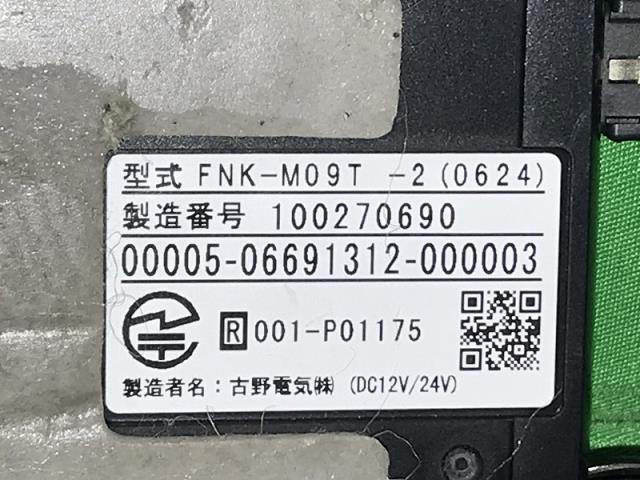 型式 FNK-M09T -2(0624)
製造番号 100270690
00005-06691312-000003
R 001-P01175
製造者名：古野電気㈱ (DC12V/24V)